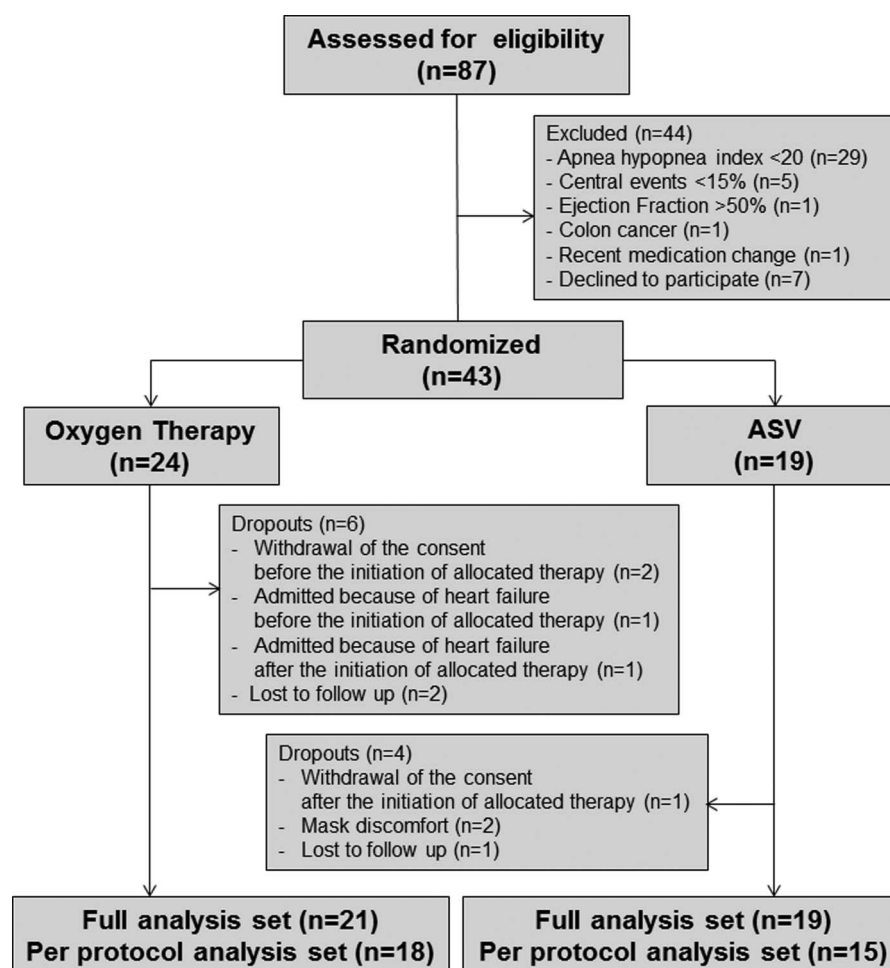 Assessed for eligibility
(n=87)
Excluded (n=44)
- Apnea hypopnea index <20 (n=29)
- Central events <15% (n=5)
- Ejection Fraction >50% (n=1)
- Colon cancer (n=1)
- Recent medication change (n=1)
- Declined to participate (n=7)
Randomized
(n=43)
Oxygen Therapy
(n=24)
ASV
(n=19)
Dropouts (n=6)
- Withdrawal of the consent
before the initiation of allocated therapy (n=2)
- Admitted because of heart failure
before the initiation of allocated therapy (n=1)
- Admitted because of heart failure
after the initiation of allocated therapy (n=1)
- Lost to follow up (n=2)
Dropouts (n=4)
- Withdrawal of the consent
after the initiation of allocated therapy (n=1)
- Mask discomfort (n=2)
- Lost to follow up (n=1)
Full analysis set (n=21)
Per protocol analysis set (n=18)
Full analysis set (n=19)
Per protocol analysis set (n=15)